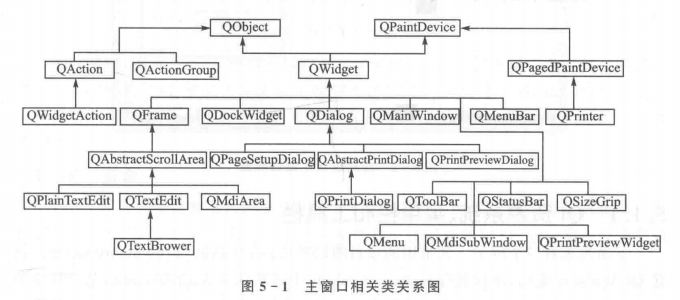 QObject QPaintDevice
QAction QActionGroup QWidget QPagedPaintDevice
QWidgetAction QFrame QDockWidget QDialog QMainWindow QMenuBar QPrinter
QAbstractScrollArea QPageSetupDialog QAbstractPrintDialog QPrintPreviewDialog
QPlainTextEdit QTextEdit QMdiArea QPrintDialog QToolBar QStatusBar QSizeGrip
QTextBrower QMenu QMdiSubWindow QPrintPreviewWidget
图 5-1 主窗口相关类关系图